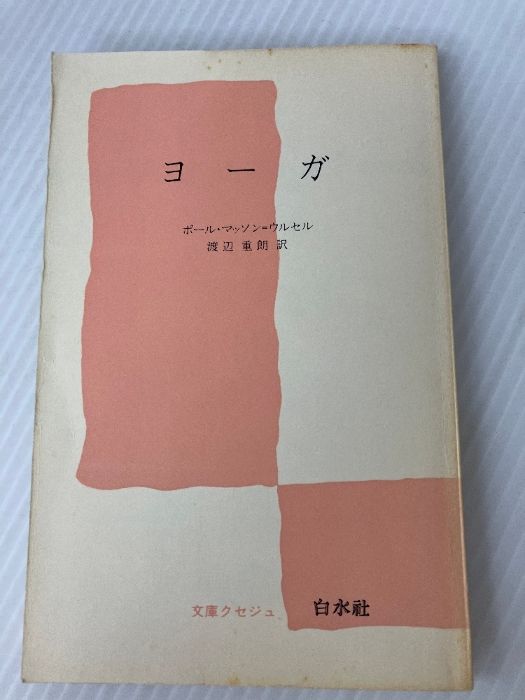 ヨーガ
ポール・マッソン=ウルセル
渡辺重朗訳
文庫クセジュ
白水社